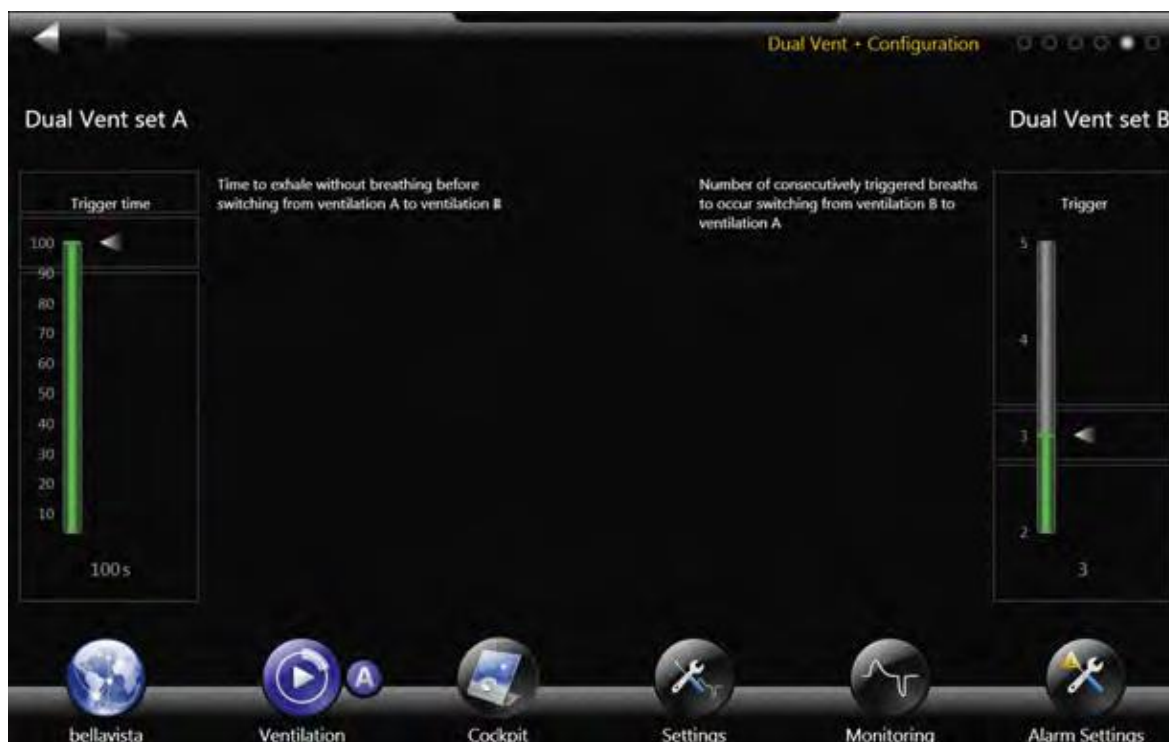 Dual Vent + Configuration
Dual Vent set A
Dual Vent set B
Trigger time
Time to exhale without breathing before
switching from ventilation A to ventilation B
Number of consecutively triggered breaths
to occur switching from ventilation B to
ventilation A
Trigger
100
90
80
70
60
50
40
30
20
10
100 s
5
4
3
2
3
A
bellavista
Ventilation
Cockpit
Settings
Monitoring
Alarm Settings